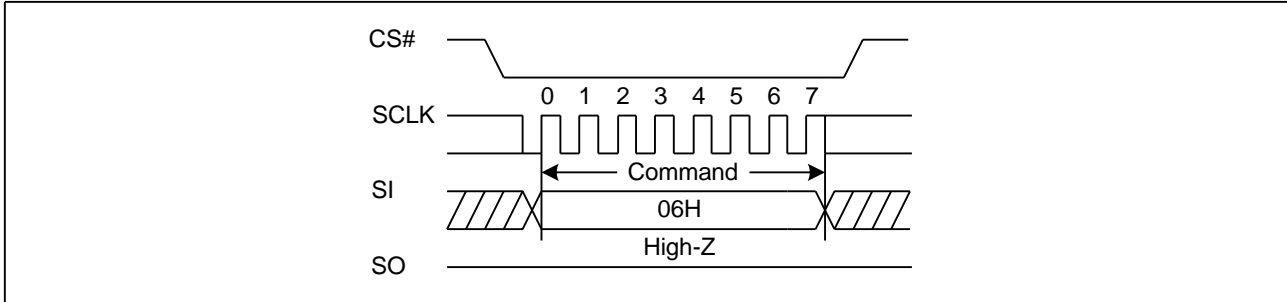 CS#
0 1 2 3 4 5 6 7
SCLK
Command
SI
06H
High-Z
SO